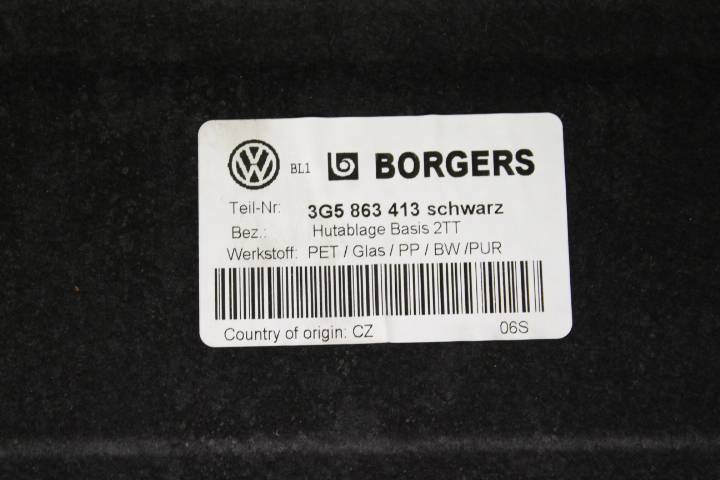 VW BL1 b BORGERS
Teil-Nr: 3G5 863 413 schwarz
Bez.: Hutablage Basis 2TT
Werkstoff: PET / Glas / PP / BW /PUR
Country of origin: CZ 06S